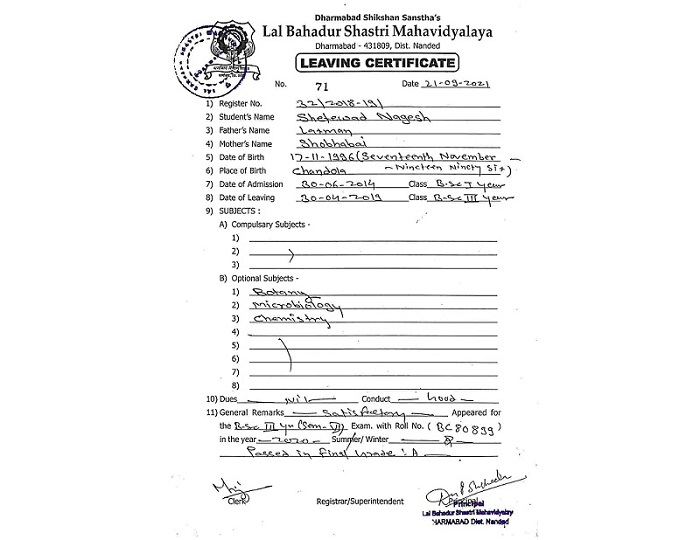 Dharmabad Shikshan Sanstha's
Lal Bahadur Shastri Mahavidyalaya
Dharmabad - 431809, Dist. Nanded
LEAVING CERTIFICATE
No. 71 Date 21-09-2021
1) Register No. 32/2018-19/
2) Student's Name Shetewad Nagesh
3) Father's Name Laxman
4) Mother's Name Shobhabai
5) Date of Birth 17-11-1996 (Seventeenth November
6) Place of Birth Chandola - Nineteen Ninety Six)
7) Date of Admission 30-06-2014 Class B.Sc I year
8) Date of Leaving 30-04-2019 Class B.Sc III year
9) SUBJECTS :
A) Compulsary Subjects -
1)
2)
3)
B) Optional Subjects -
1) Botany
2) Microbiology
3) Chemistry
4)
5)
6)
7)
8)
10) Dues Nil Conduct Good
11) General Remarks Satisfactory Appeared for
the B.Sc III Yr (Sem-VI) Exam. with Roll No. (BC80899)
in the year 2020 Summer/ Winter
Passed in Final Grade : A
Clerk Registrar/Superintendent Principal
Principal
Lal Bahadur Shastri Mahavidyalay
HARMABAD Dist. Nanded